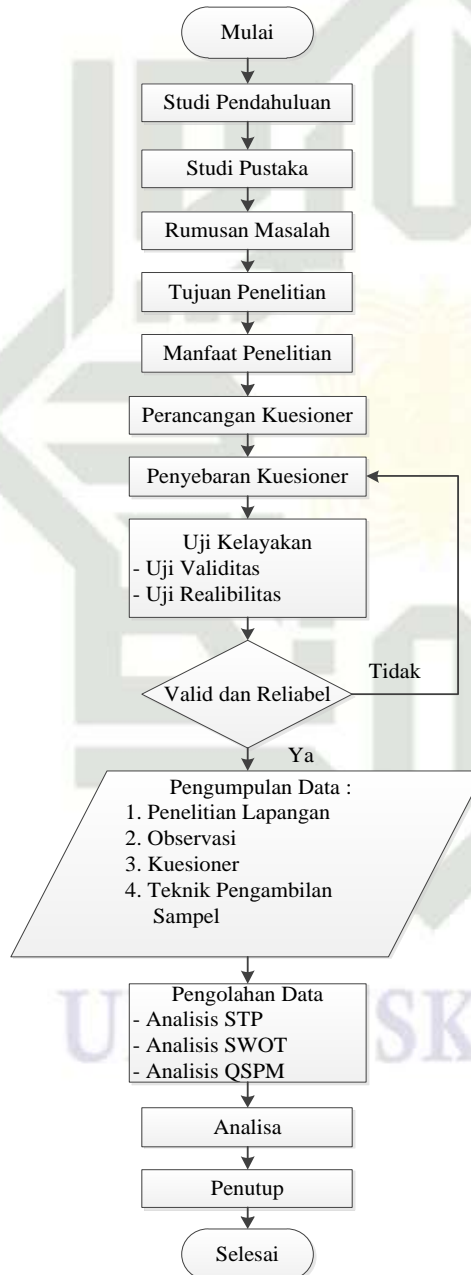 Mulai
Studi Pendahuluan
Studi Pustaka
Rumusan Masalah
Tujuan Penelitian
Manfaat Penelitian
Perancangan Kuesioner
Penyebaran Kuesioner
Uji Kelayakan
- Uji Validitas
- Uji Realibilitas
Valid dan Reliabel
Tidak
Ya
Pengumpulan Data :
1. Penelitian Lapangan
2. Observasi
3. Kuesioner
4. Teknik Pengambilan
Sampel
Pengolahan Data
- Analisis STP
- Analisis SWOT
- Analisis QSPM
Analisa
Penutup
Selesai